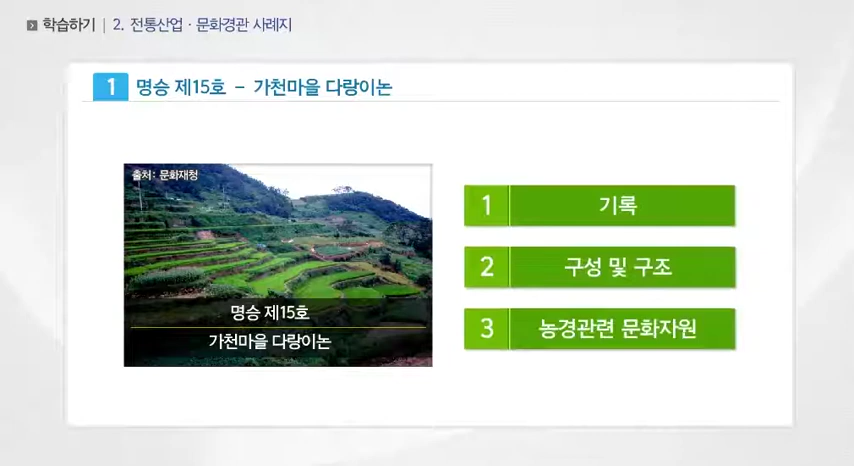 학습하기 | 2. 전통산업 · 문화경관 사례지
1 명승 제15호 - 가천마을 다랑이논
출처: 문화재청
명승 제15호
가천마을 다랑이논
1 기록
2 구성 및 구조
3 농경관련 문화자원